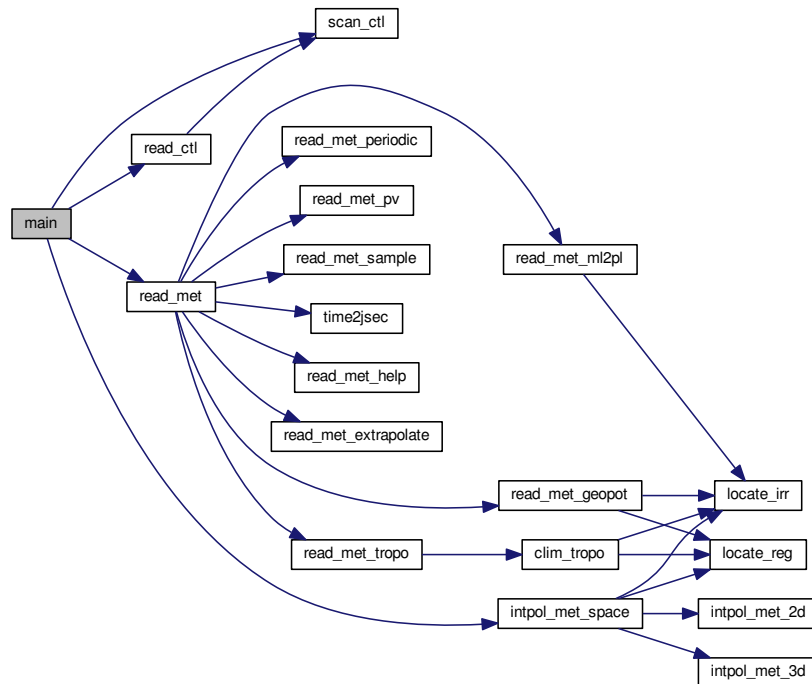 scan_ctl
read_ctl
read_met_periodic
read_met_pv
main
read_met_sample
read_met_ml2pl
read_met
time2jsec
read_met_help
read_met_extrapolate
read_met_geopot
locate_irr
read_met_tropo
clim_tropo
locate_reg
intpol_met_space
intpol_met_2d
intpol_met_3d